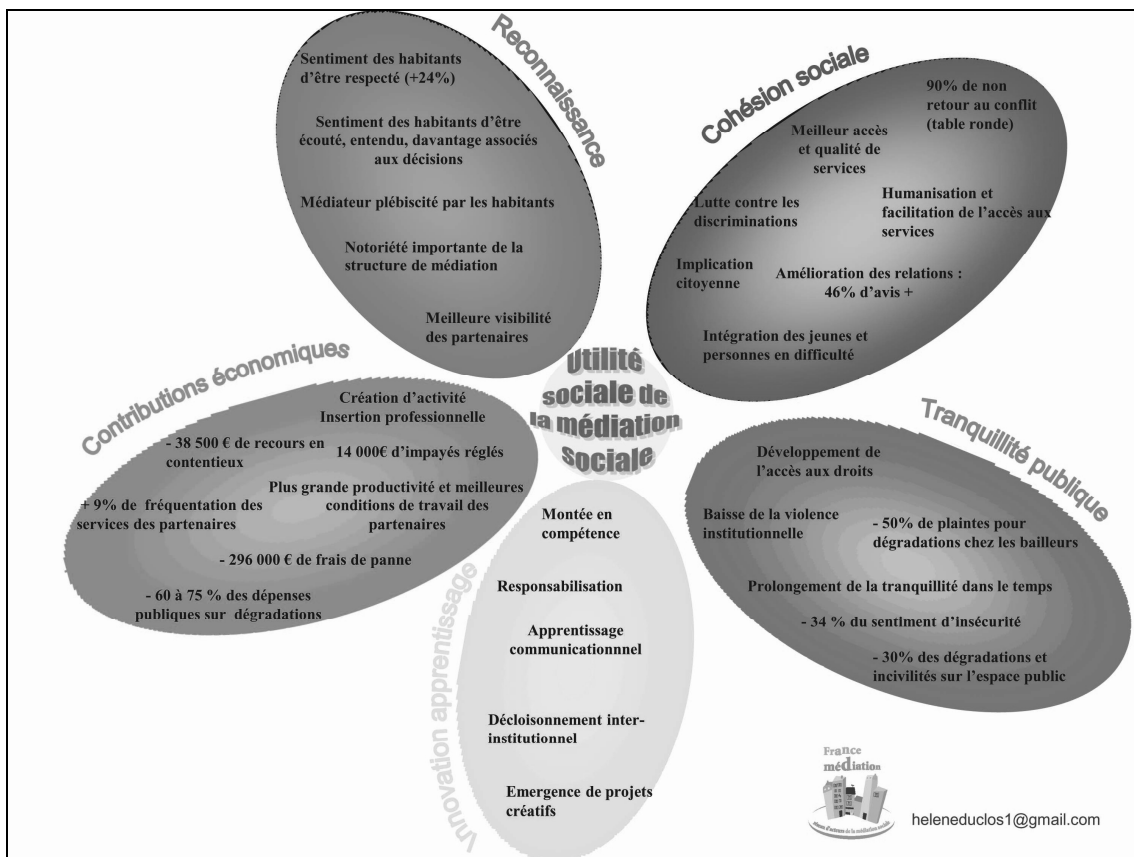 Reconnaissance
Sentiment des habitants
d'être respecté (+24%)
Sentiment des habitants d'être
écouté, entendu, davantage associés
aux décisions
Médiateur plébiscité par les habitants
Notoriété importante de la
structure de médiation
Meilleure visibilité
des partenaires
Cohésion sociale
90% de non
retour au conflit
(table ronde)
Meilleur accès
et qualité de
services
Lutte contre les
discriminations
Humanisation et
facilitation de l'accès aux
services
Implication
citoyenne
Amélioration des relations :
46% d'avis +
Intégration des jeunes et
personnes en difficulté
Utilité
sociale de
la médiation
sociale
Contributions économiques
Création d'activité
Insertion professionnelle
- 38 500 € de recours en
contentieux
14 000€ d'impayés réglés
+ 9% de fréquentation des
services des partenaires
Plus grande productivité et meilleures
conditions de travail des
partenaires
- 296 000 € de frais de panne
- 60 à 75 % des dépenses
publiques sur dégradations
Tranquillité publique
Développement de
l'accès aux droits
Baisse de la violence
institutionnelle
- 50% de plaintes pour
dégradations chez les bailleurs
Prolongement de la tranquillité dans le temps
- 34 % du sentiment d'insécurité
- 30% des dégradations et
incivilités sur l'espace public
Innovation apprentissage
Montée en
compétence
Responsabilisation
Apprentissage
communicationnnel
Décloisonnement inter-
institutionnel
Emergence de projets
créatifs
France
médiation
réseau d'acteurs de la médiation sociale
heleneduclos1@gmail.com